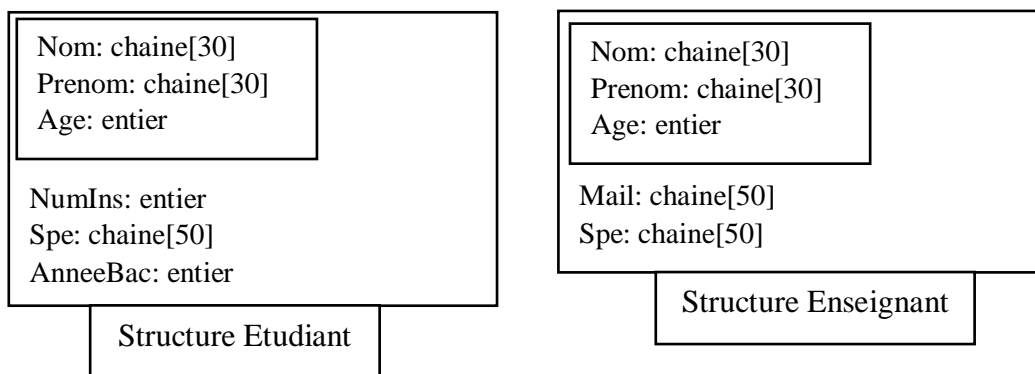 Nom: chaine[30]
Prenom: chaine[30]
Age: entier
NumIns: entier
Spe: chaine[50]
AnneeBac: entier
Structure Etudiant
Nom: chaine[30]
Prenom: chaine[30]
Age: entier
Mail: chaine[50]
Spe: chaine[50]
Structure Enseignant